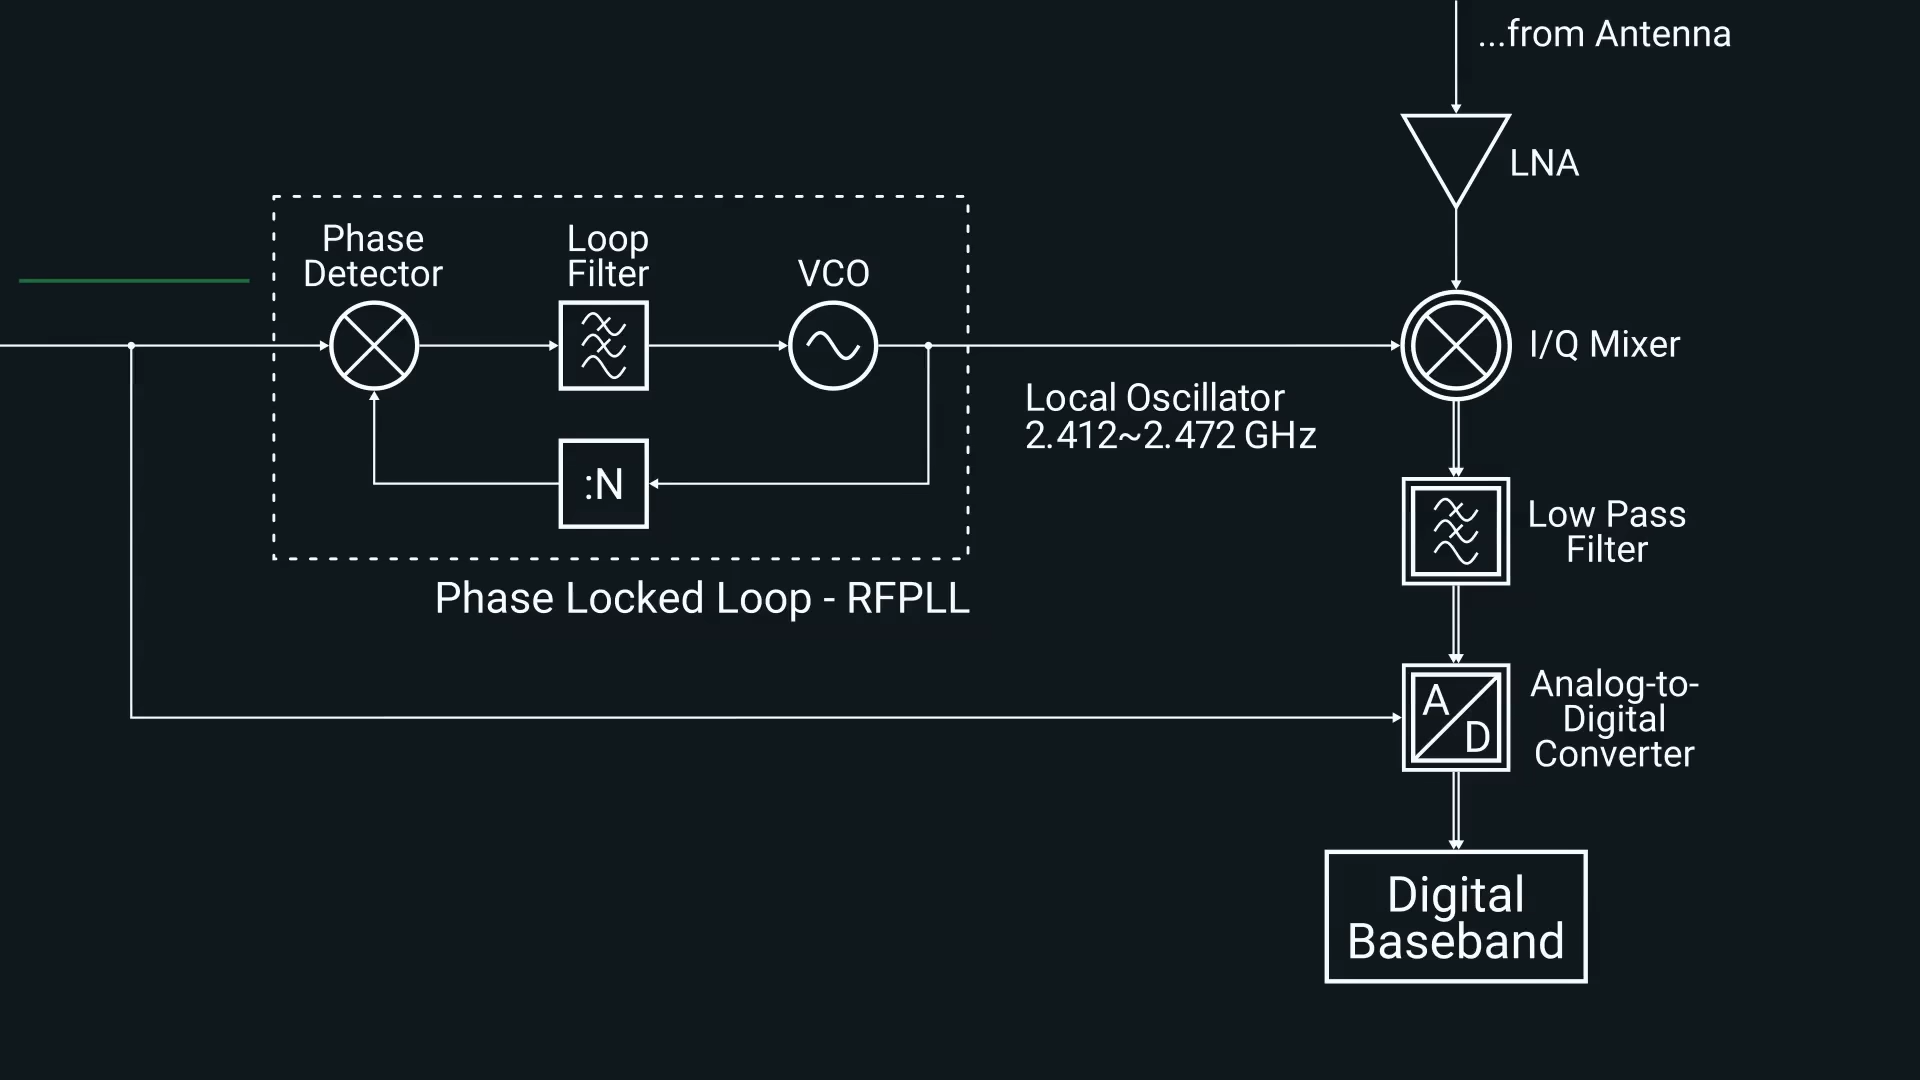 ...from Antenna
LNA
Phase
Detector
Loop
Filter
VCO
I/Q Mixer
Local Oscillator
2.412~2.472 GHz
:N
Low Pass
Filter
Phase Locked Loop - RFPLL
A
D
Analog-to-
Digital
Converter
Digital
Baseband